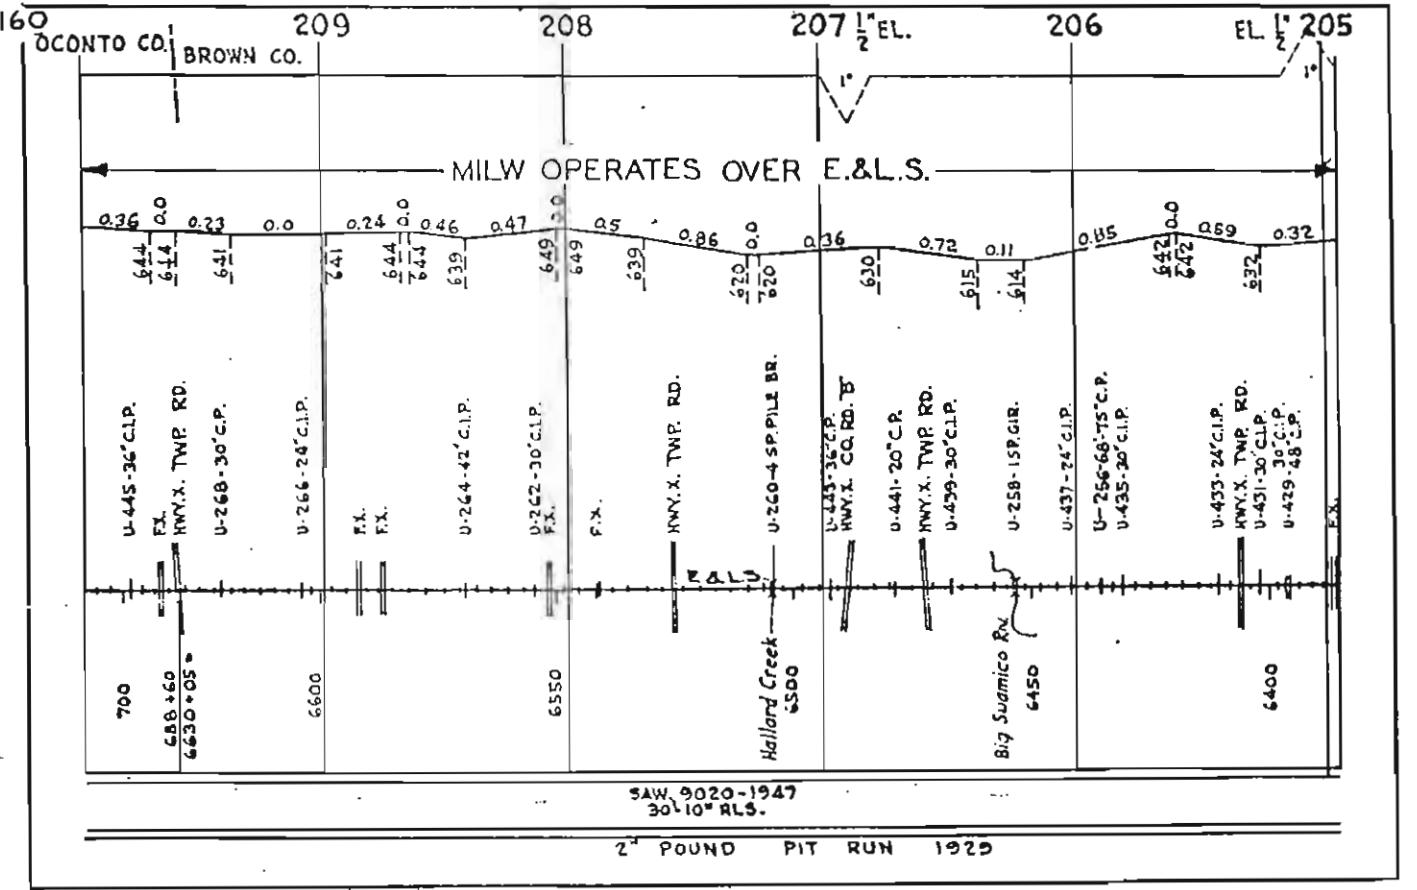 160 209 208 207 1/2" EL. 206 EL. 1/2" 205
OCONTO CO. BROWN CO.
1° 1°
MILW OPERATES OVER E.&L.S.
0.36 0.0 0.23 0.0 0.24 0.0 0.46 0.47 0.0 0.5 0.86 0.0 0.36 0.72 0.11 0.85 0.0 0.59 0.32
644 644 641 641 644 644 639 649 649 639 620 620 630 615 614 642 642 632
U-445-36"C.I.P.
F.X.
HWY.X. TWP. RD.
U-268-30"C.I.P.
U-266-24"C.I.P.
F.X.
F.X.
U-264-42"C.I.P.
U-262-30"C.I.P.
F.X.
F.X.
HWY.X. TWP. RD.
U-260-4 SP.PILE BR.
U-443-36"C.P.
HWY.X. CO. RD. "B"
U-441-20"C.P.
HWY.X. TWP. RD.
U-439-30"C.I.P.
U-258-1SP.GIR.
U-437-24"C.I.P.
U-256-68-75"C.P.
U-435-30"C.I.P.
U-433-24"C.I.P.
HWY.X. TWP. RD.
U-431-30"C.I.P.
30"C.I.P.
U-429-48"C.P.
F.X.
E&LS
700
688+60
6630+05=
6600
6550
Hallard Creek
6500
Big Suamico Riv.
6450
6400
SAW. 9020-1947
30'-10" RLS.
2" POUND PIT RUN 1929